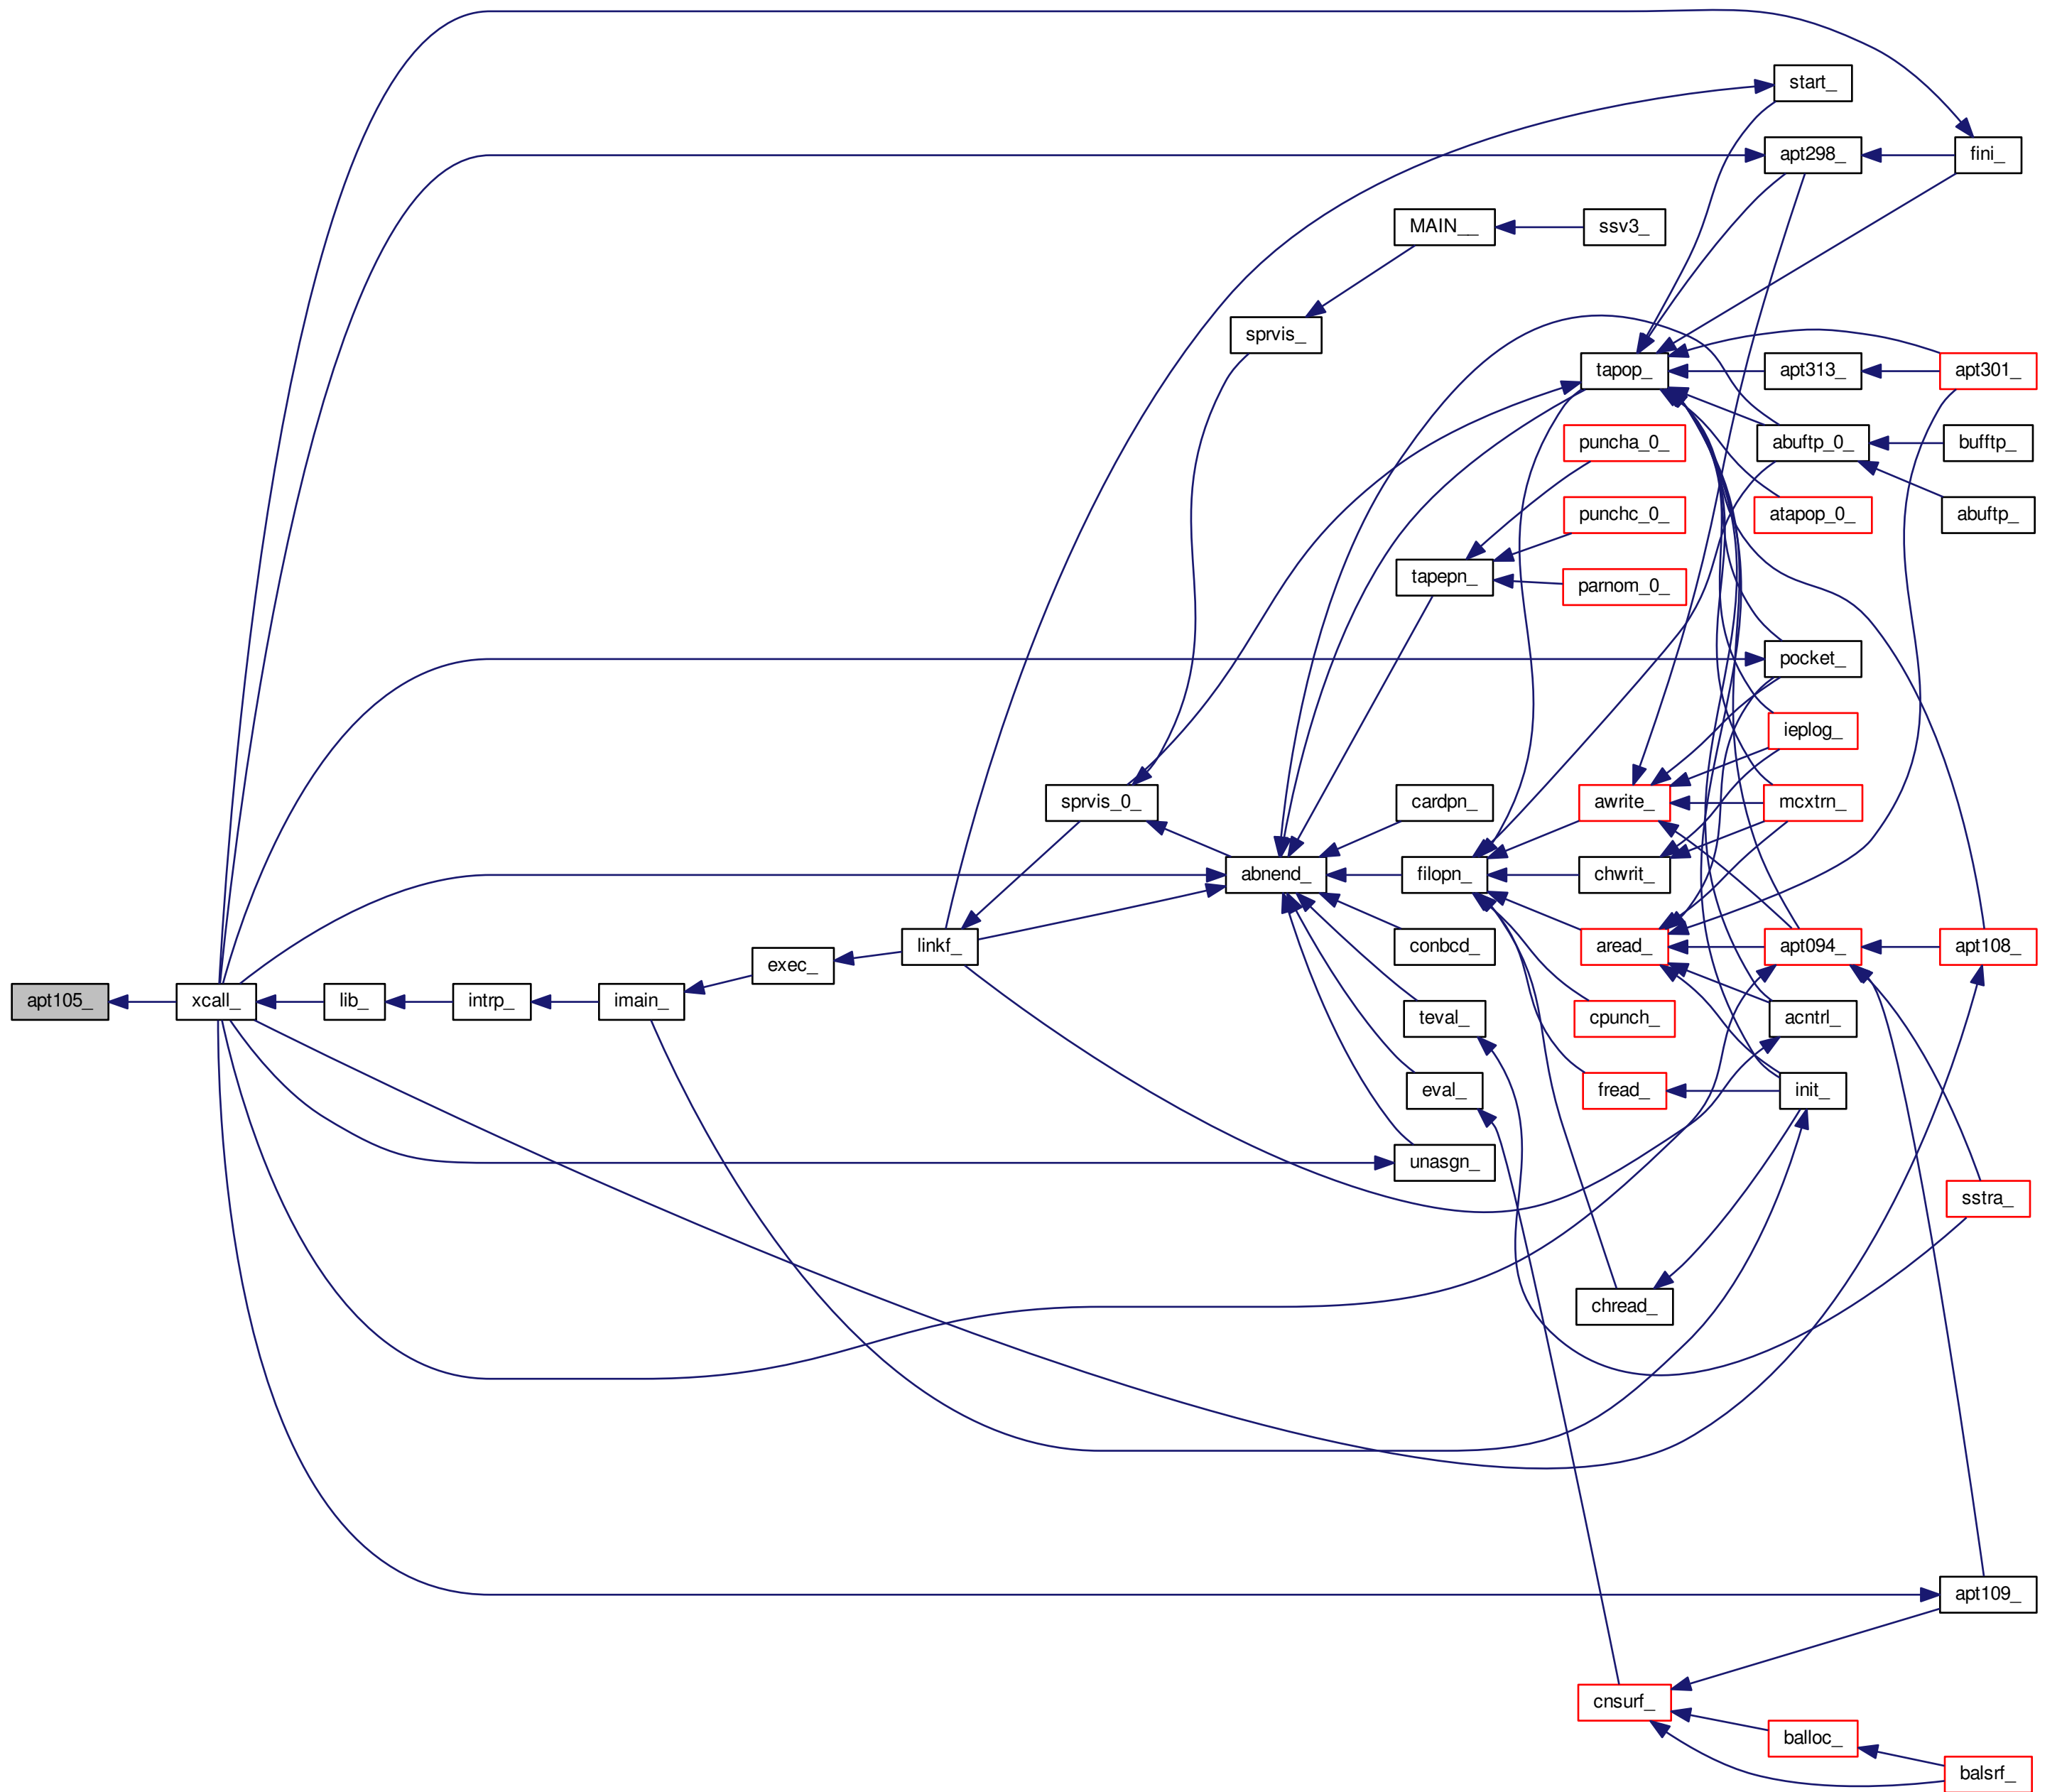 start_
apt298_
fini_
MAIN__
ssv3_
sprvis_
tapop_
apt313_
apt301_
puncha_0_
abuftp_0_
bufftp_
punchc_0_
atapop_0_
abuftp_
tapepn_
parnom_0_
pocket_
ieplog_
sprvis_0_
cardpn_
awrite_
mcxtrn_
abnend_
filopn_
chwrit_
linkf_
conbcd_
aread_
apt094_
apt108_
exec_
apt105_
xcall_
lib_
intrp_
imain_
teval_
cpunch_
acntrl_
eval_
fread_
init_
unasgn_
sstra_
chread_
apt109_
cnsurf_
balloc_
balsrf_